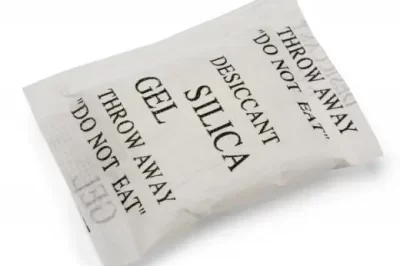 THROW AWAY
"DO NOT EAT"
DESICCANT
SILICA
GEL
THROW AWAY
"DO NOT EAT"